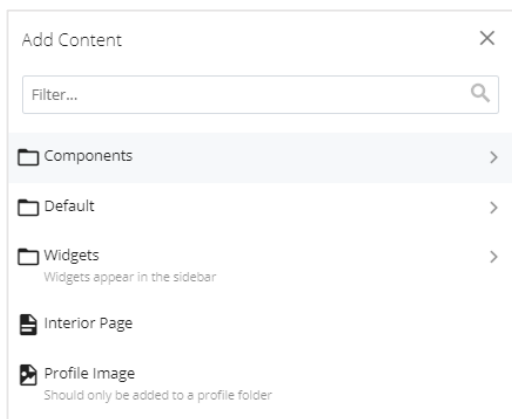 Add Content
Filter...
Components
Default
Widgets
Widgets appear in the sidebar
Interior Page
Profile Image
Should only be added to a profile folder